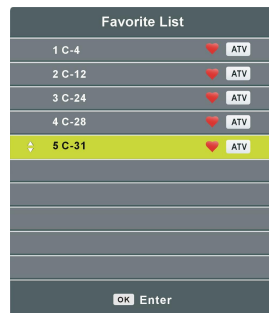 Favorite List
1 C-4 ATV
2 C-12 ATV
3 C-24 ATV
4 C-28 ATV
5 C-31 ATV
OK Enter